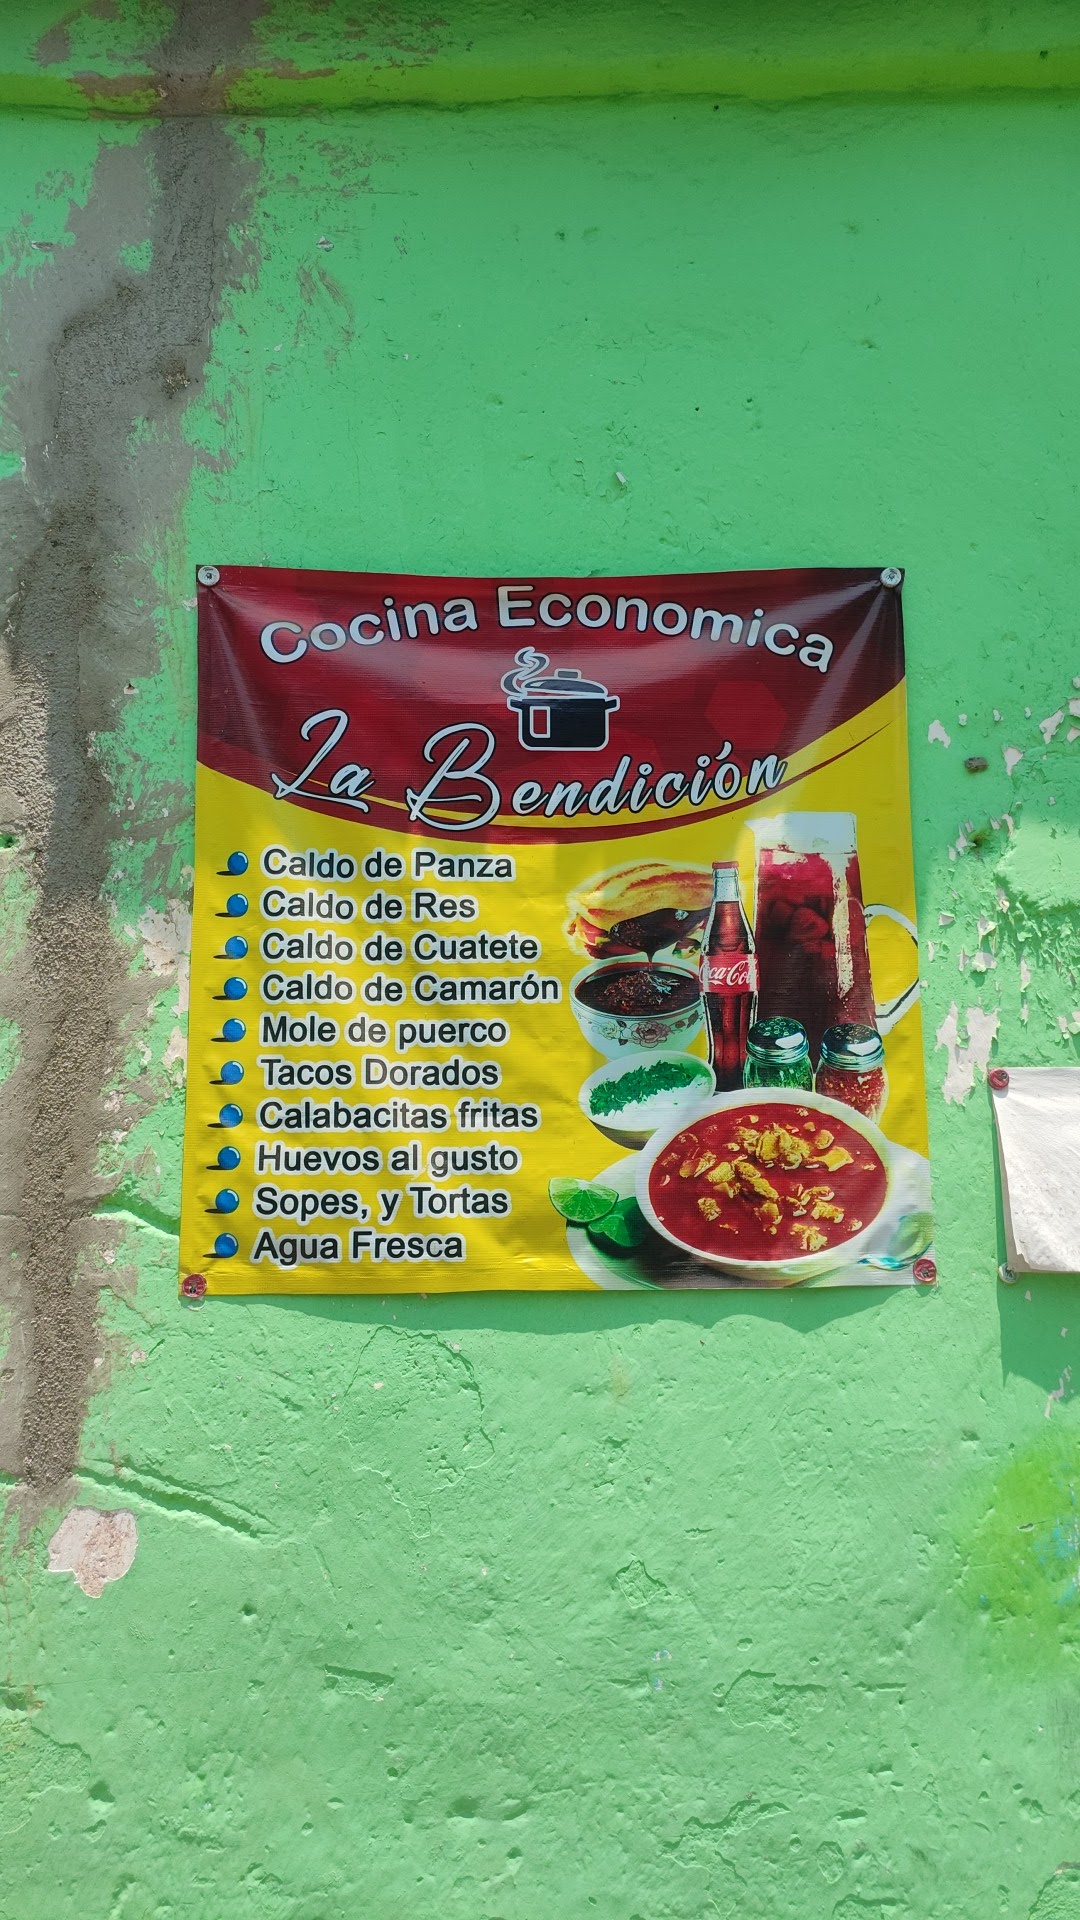 Cocina Economica
La Bendición
Caldo de Panza
Caldo de Res
Caldo de Cuatete
Caldo de Camarón
Mole de puerco
Tacos Dorados
Calabacitas fritas
Huevos al gusto
Sopes, y Tortas
Agua Fresca
Coca-Cola